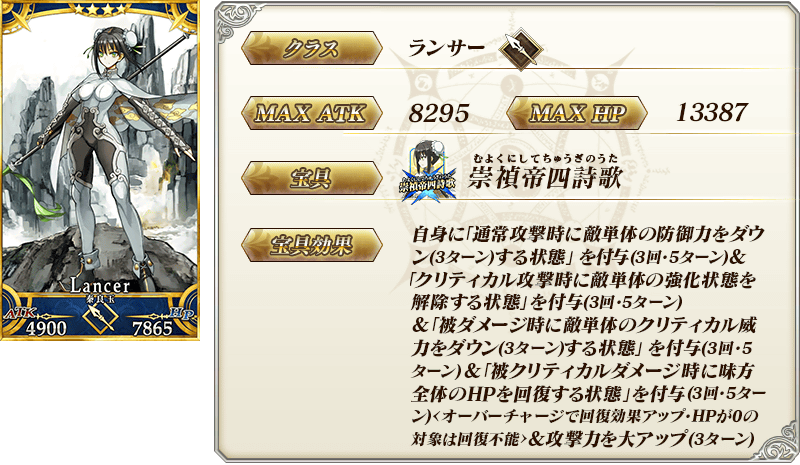 Lancer
秦良玉
ATK
4900
7865
HP
クラス
ランサー
MAX ATK
8295
MAX HP
13387
宝具
崇禎帝四詩歌
むよくにしてちゅうぎのうた
崇禎帝四詩歌
宝具効果
自身に「通常攻撃時に敵単体の防御力をダウ
ン(3ターン)する状態」を付与(3回・5ターン)&
「クリティカル攻撃時に敵単体の強化状態を
解除する状態」を付与(3回・5ターン)
&「被ダメージ時に敵単体のクリティカル威
力をダウン(3ターン)する状態」を付与(3回・5
ターン)&「被クリティカルダメージ時に味方
全体のHPを回復する状態」を付与(3回・5ター
ン)<オーバーチャージで回復効果アップ・HPが0の
対象は回復不能>&攻撃力を大アップ(3ターン)